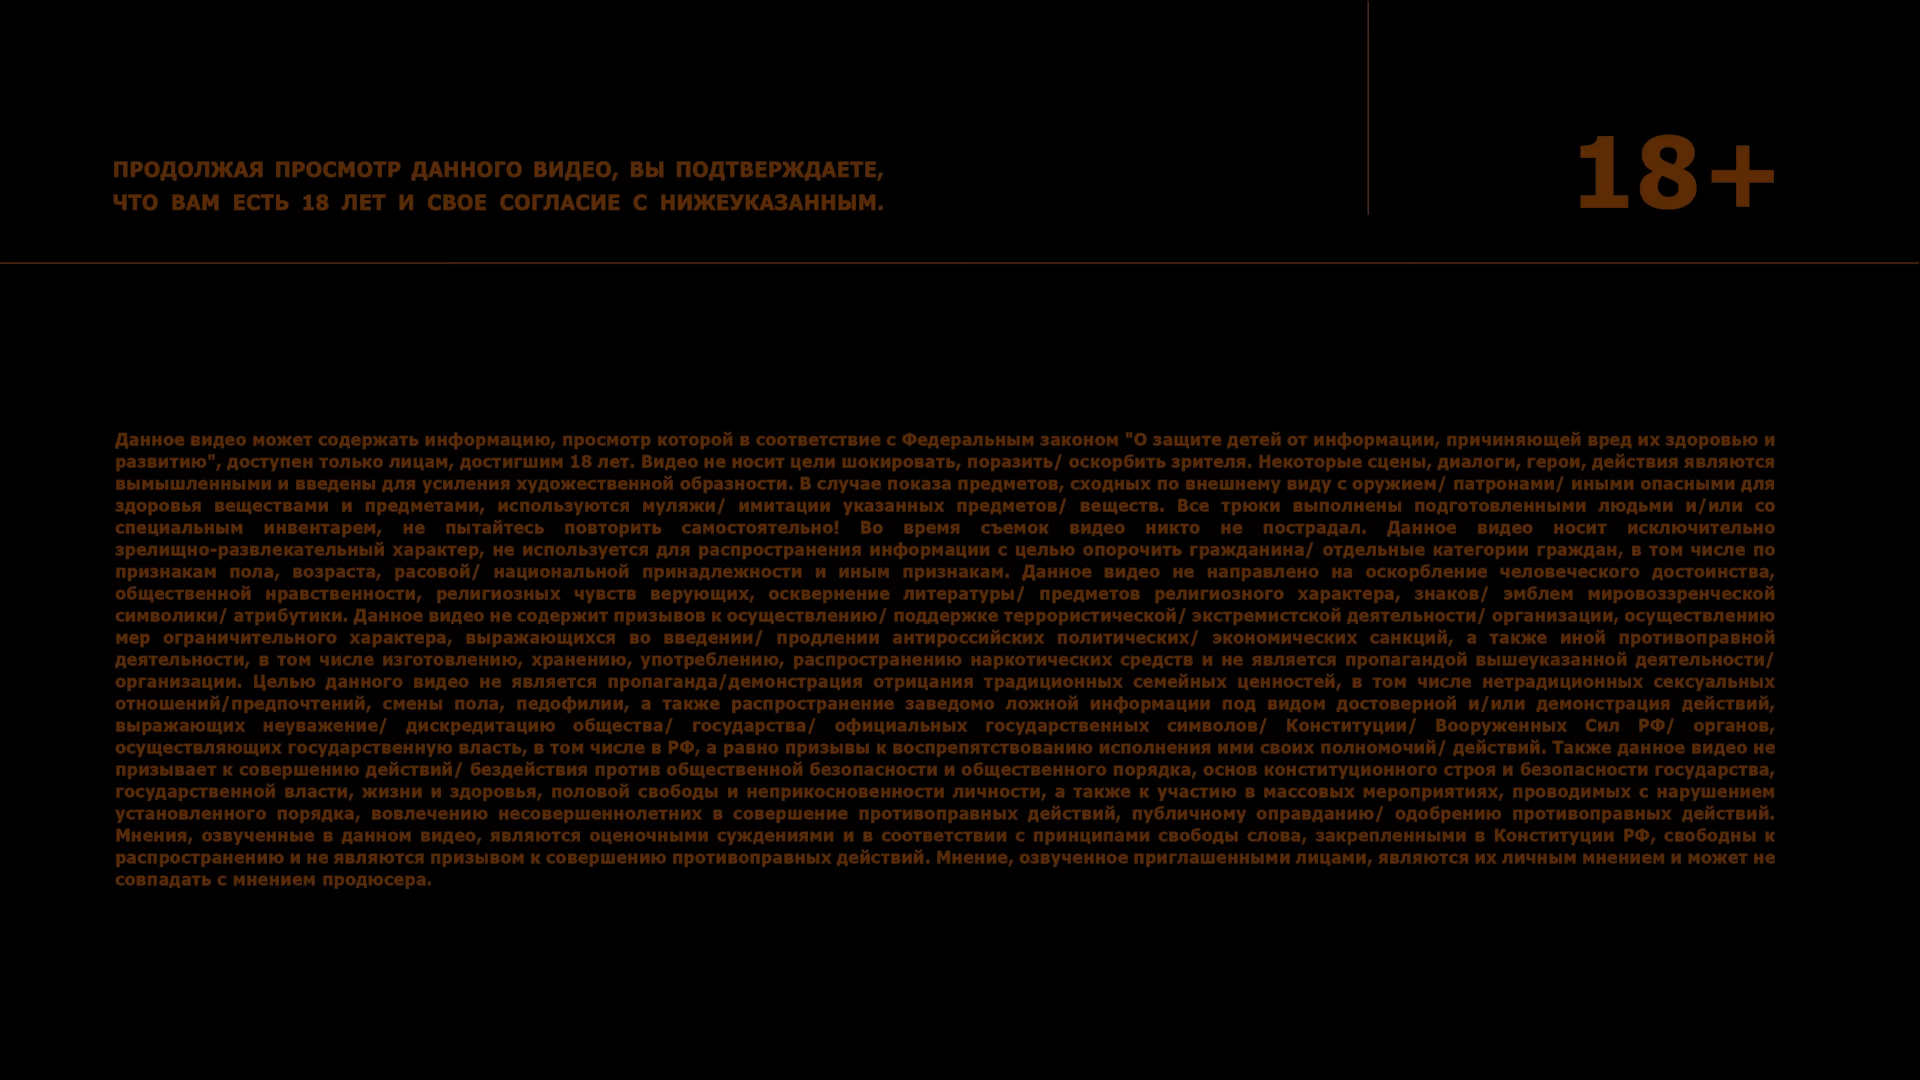 ПРОДОЛЖАЯ ПРОСМОТР ДАННОГО ВИДЕО, ВЫ ПОДТВЕРЖДАЕТЕ,
ЧТО ВАМ ЕСТЬ 18 ЛЕТ И СВОЕ СОГЛАСИЕ С НИЖЕУКАЗАННЫМ.
18+
Данное видео может содержать информацию, просмотр которой в соответствие с Федеральным законом "О защите детей от информации, причиняющей вред их здоровью и
развитию", доступен только лицам, достигшим 18 лет. Видео не носит цели шокировать, поразить/ оскорбить зрителя. Некоторые сцены, диалоги, герои, действия являются
вымышленными и введены для усиления художественной образности. В случае показа предметов, сходных по внешнему виду с оружием/ патронами/ иными опасными для
здоровья веществами и предметами, используются муляжи/ имитации указанных предметов/ веществ. Все трюки выполнены подготовленными людьми и/или со
специальным инвентарем, не пытайтесь повторить самостоятельно! Во время съемок видео никто не пострадал. Данное видео носит исключительно
зрелищно-развлекательный характер, не используется для распространения информации с целью опорочить гражданина/ отдельные категории граждан, в том числе по
признакам пола, возраста, расовой/ национальной принадлежности и иным признакам. Данное видео не направлено на оскорбление человеческого достоинства,
общественной нравственности, религиозных чувств верующих, осквернение литературы/ предметов религиозного характера, знаков/ эмблем мировоззренческой
символики/ атрибутики. Данное видео не содержит призывов к осуществлению/ поддержке террористической/ экстремистской деятельности/ организации, осуществлению
мер ограничительного характера, выражающихся во введении/ продлении антироссийских политических/ экономических санкций, а также иной противоправной
деятельности, в том числе изготовлению, хранению, употреблению, распространению наркотических средств и не является пропагандой вышеуказанной деятельности/
организации. Целью данного видео не является пропаганда/демонстрация отрицания традиционных семейных ценностей, в том числе нетрадиционных сексуальных
отношений/предпочтений, смены пола, педофилии, а также распространение заведомо ложной информации под видом достоверной и/или демонстрация действий,
выражающих неуважение/ дискредитацию общества/ государства/ официальных государственных символов/ Конституции/ Вооруженных Сил РФ/ органов,
осуществляющих государственную власть, в том числе в РФ, а равно призывы к воспрепятствованию исполнения ими своих полномочий/ действий. Также данное видео не
призывает к совершению действий/ бездействия против общественной безопасности и общественного порядка, основ конституционного строя и безопасности государства,
государственной власти, жизни и здоровья, половой свободы и неприкосновенности личности, а также к участию в массовых мероприятиях, проводимых с нарушением
установленного порядка, вовлечению несовершеннолетних в совершение противоправных действий, публичному оправданию/ одобрению противоправных действий.
Мнения, озвученные в данном видео, являются оценочными суждениями и в соответствии с принципами свободы слова, закрепленными в Конституции РФ, свободны к
распространению и не являются призывом к совершению противоправных действий. Мнение, озвученное приглашенными лицами, являются их личным мнением и может не
совпадать с мнением продюсера.